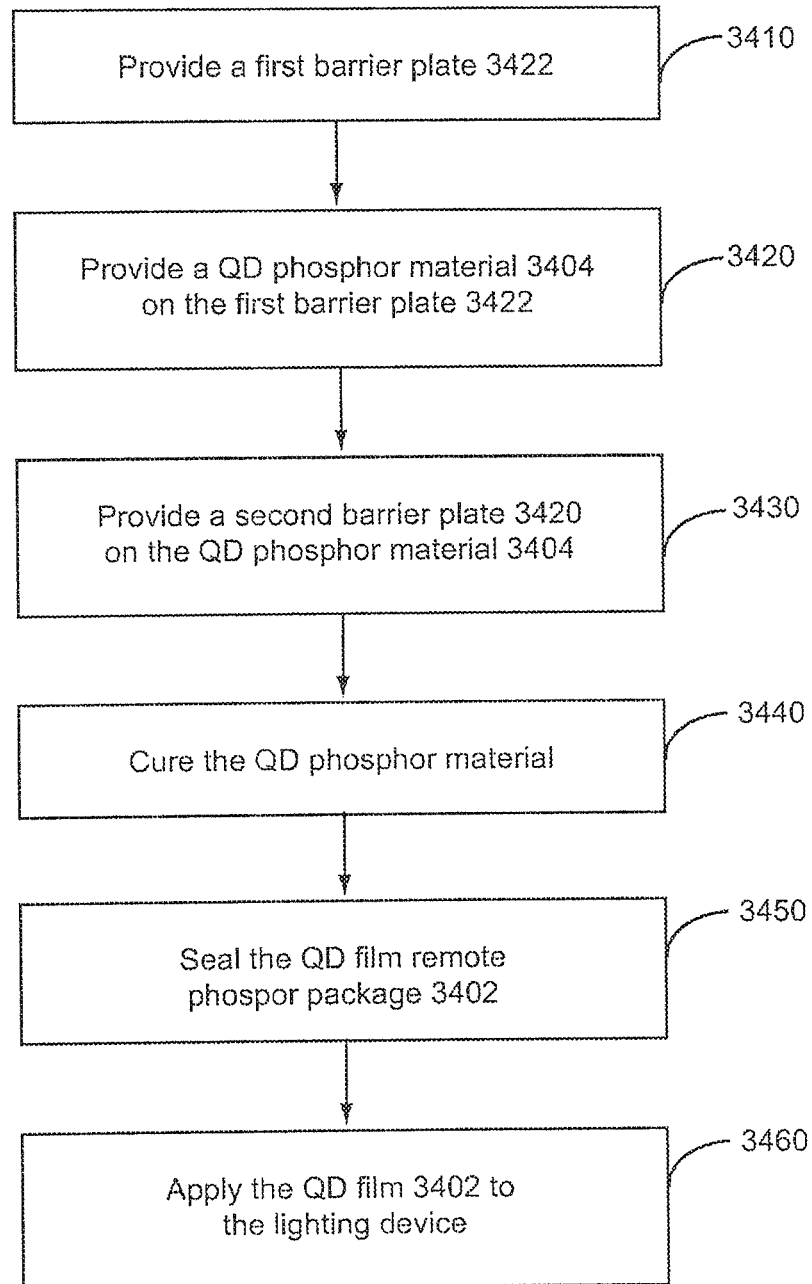 Provide a first barrier plate 3422
3410
Provide a QD phosphor material 3404
on the first barrier plate 3422
3420
Provide a second barrier plate 3420
on the QD phosphor material 3404
3430
Cure the QD phosphor material
3440
Seal the QD film remote
phospor package 3402
3450
Apply the QD film 3402 to
the lighting device
3460